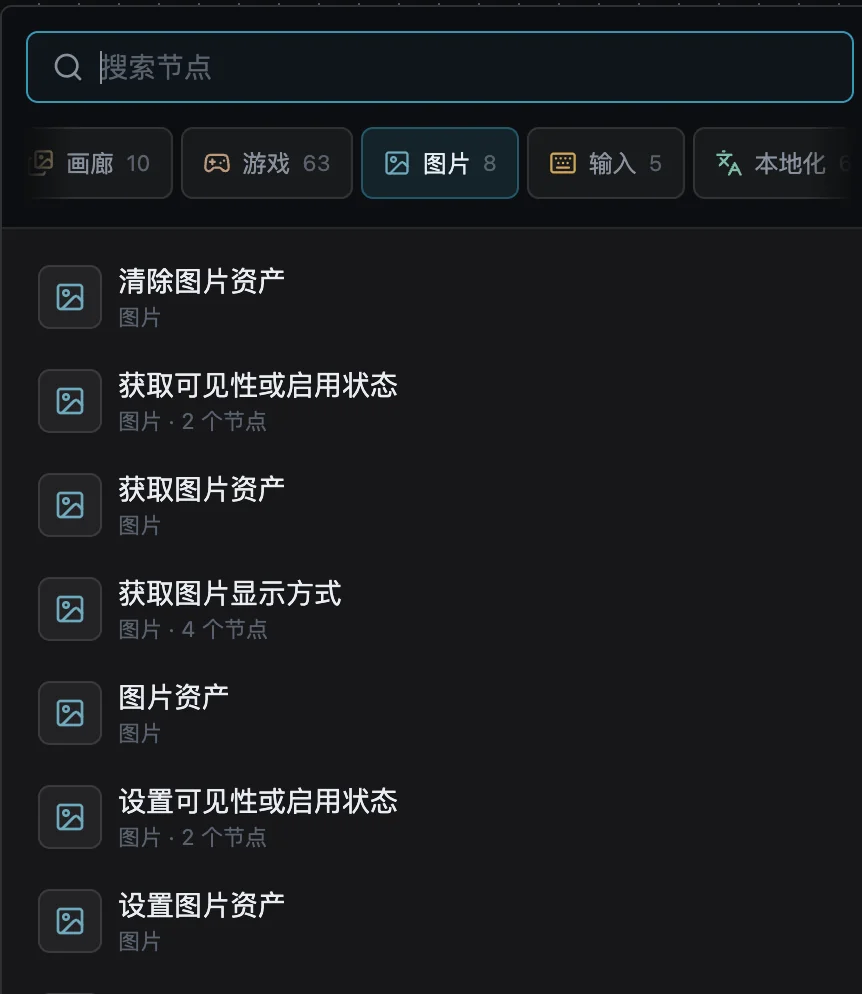 搜索节点
画廊 10 游戏 63 图片 8 输入 5 本地化
清除图片资产
图片
获取可见性或启用状态
图片 · 2 个节点
获取图片资产
图片
获取图片显示方式
图片 · 4 个节点
图片资产
图片
设置可见性或启用状态
图片 · 2 个节点
设置图片资产
图片